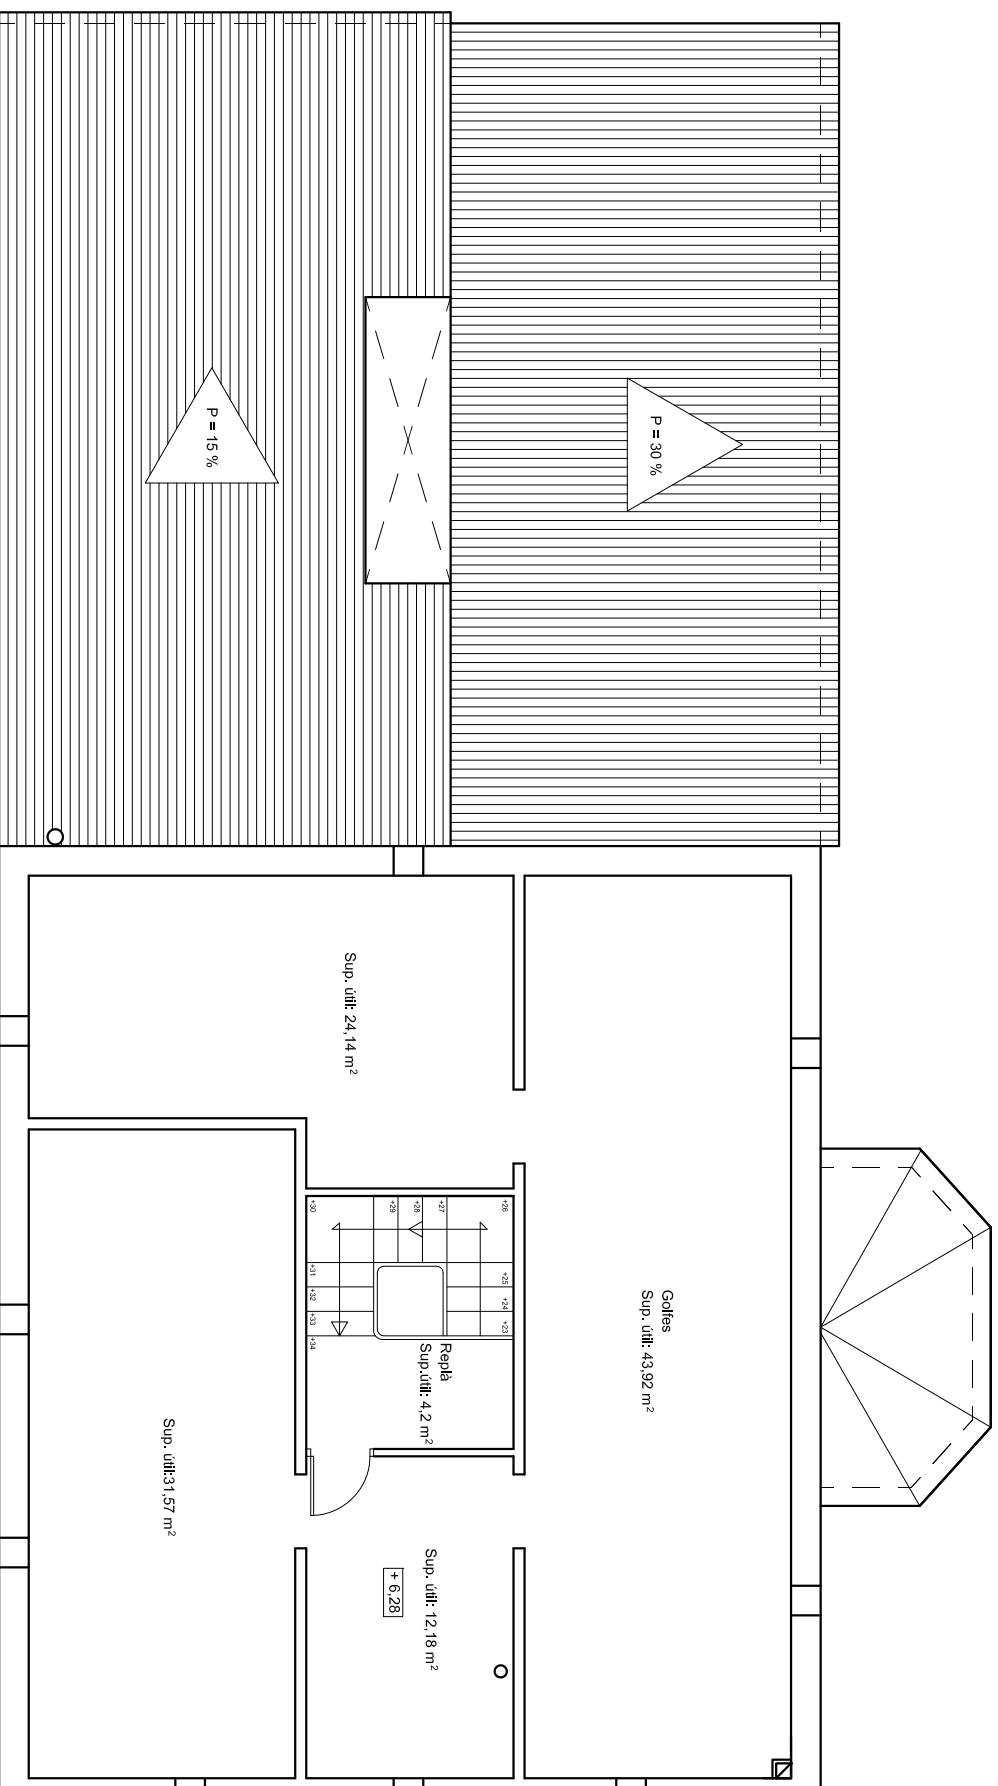 P = 15 %
P = 30 %
Sup. útil: 24,14 m²
Golfes
Sup. útil: 43,92 m²
+26
+27
+28
+29
+30
+25
+24
+23
+31
+32
+33
+34
Replà
Sup.útil: 4,2 m²
Sup. útil:31,57 m²
Sup. útil: 12,18 m²
+ 6,28